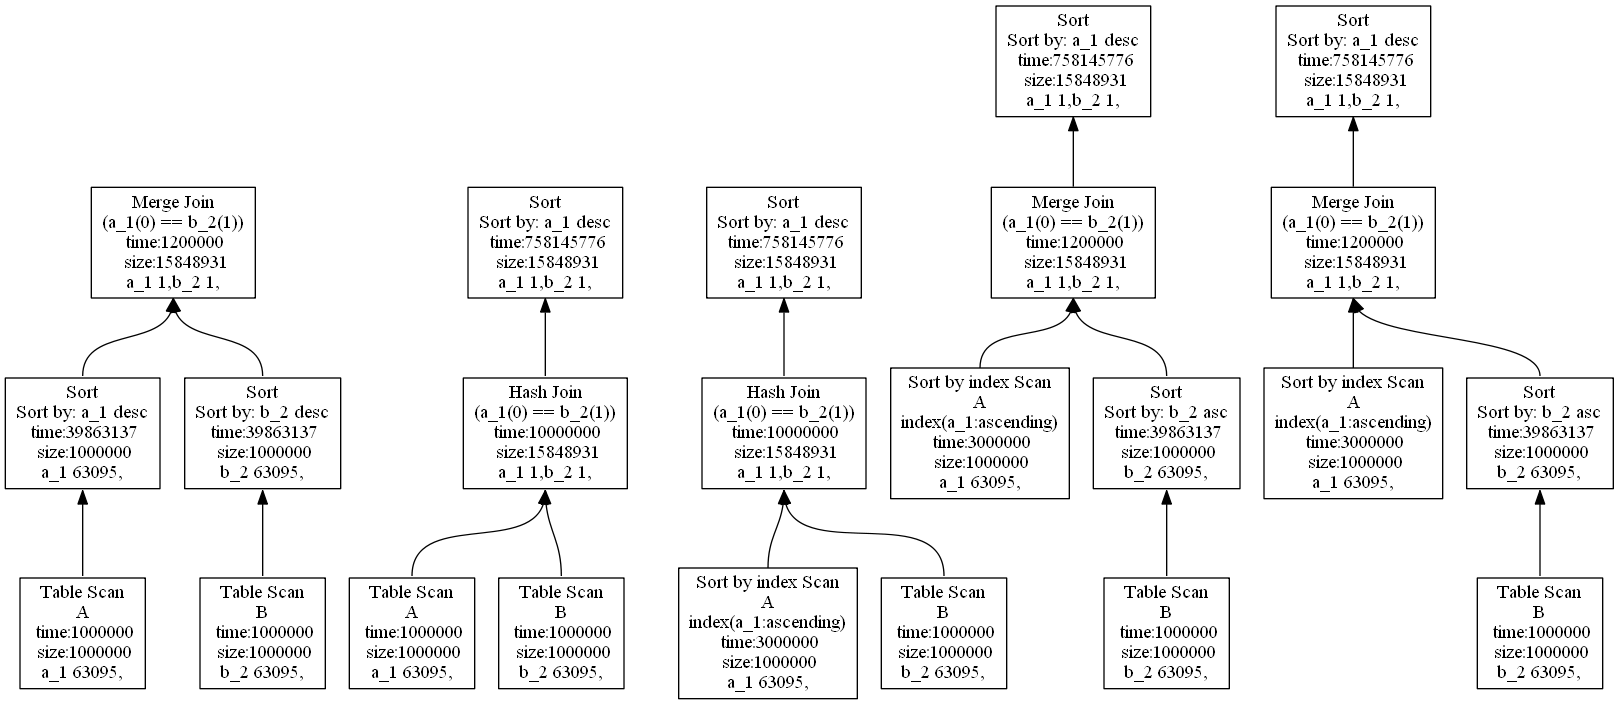 Sort
Sort by: a_1 desc
time:758145776
size:15848931
a_1 1,b_2 1,
Sort
Sort by: a_1 desc
time:758145776
size:15848931
a_1 1,b_2 1,
Merge Join
(a_1(0) == b_2(1))
time:1200000
size:15848931
a_1 1,b_2 1,
Sort
Sort by: a_1 desc
time:758145776
size:15848931
a_1 1,b_2 1,
Sort
Sort by: a_1 desc
time:758145776
size:15848931
a_1 1,b_2 1,
Merge Join
(a_1(0) == b_2(1))
time:1200000
size:15848931
a_1 1,b_2 1,
Merge Join
(a_1(0) == b_2(1))
time:1200000
size:15848931
a_1 1,b_2 1,
Sort
Sort by: a_1 desc
time:39863137
size:1000000
a_1 63095,
Sort
Sort by: b_2 desc
time:39863137
size:1000000
b_2 63095,
Hash Join
(a_1(0) == b_2(1))
time:10000000
size:15848931
a_1 1,b_2 1,
Hash Join
(a_1(0) == b_2(1))
time:10000000
size:15848931
a_1 1,b_2 1,
Sort by index Scan
A
index(a_1:ascending)
time:3000000
size:1000000
a_1 63095,
Sort
Sort by: b_2 asc
time:39863137
size:1000000
b_2 63095,
Sort by index Scan
A
index(a_1:ascending)
time:3000000
size:1000000
a_1 63095,
Sort
Sort by: b_2 asc
time:39863137
size:1000000
b_2 63095,
Table Scan
A
time:1000000
size:1000000
a_1 63095,
Table Scan
B
time:1000000
size:1000000
b_2 63095,
Table Scan
A
time:1000000
size:1000000
a_1 63095,
Table Scan
B
time:1000000
size:1000000
b_2 63095,
Sort by index Scan
A
index(a_1:ascending)
time:3000000
size:1000000
a_1 63095,
Table Scan
B
time:1000000
size:1000000
b_2 63095,
Table Scan
B
time:1000000
size:1000000
b_2 63095,
Table Scan
B
time:1000000
size:1000000
b_2 63095,